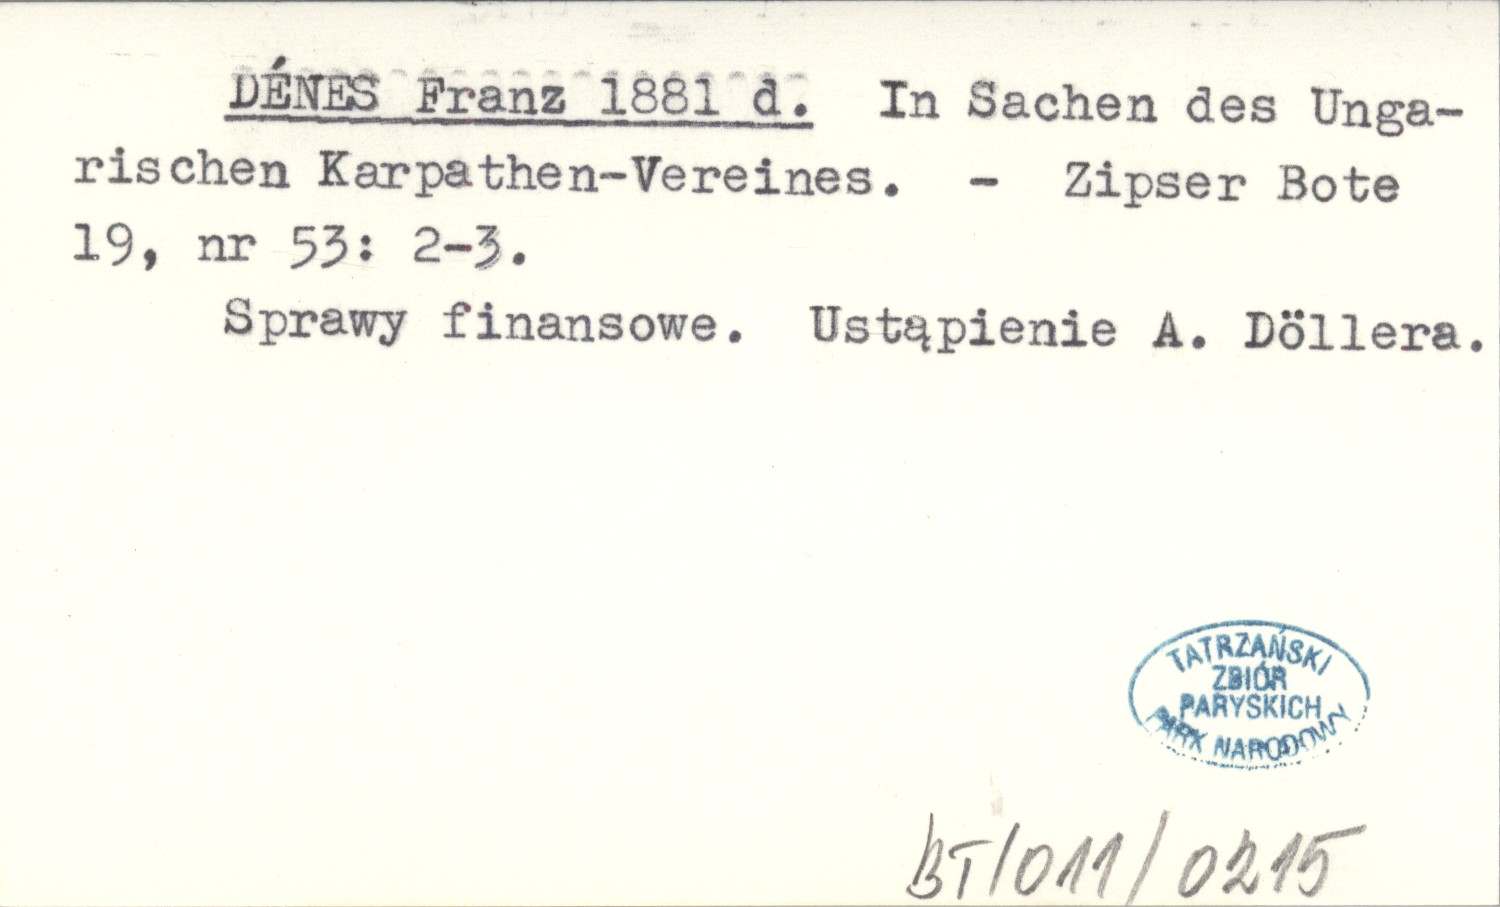 DÉNES Franz 1881 d. In Sachen des Unga-
rischen Karpathen-Vereines. - Zipser Bote
19, nr 53: 2-3.
Sprawy finansowe. Ustąpienie A. Döllera.
TATRZAŃSKI
ZBIÓR
PARYSKICH
PARK NARODOWY
BT/011/0215